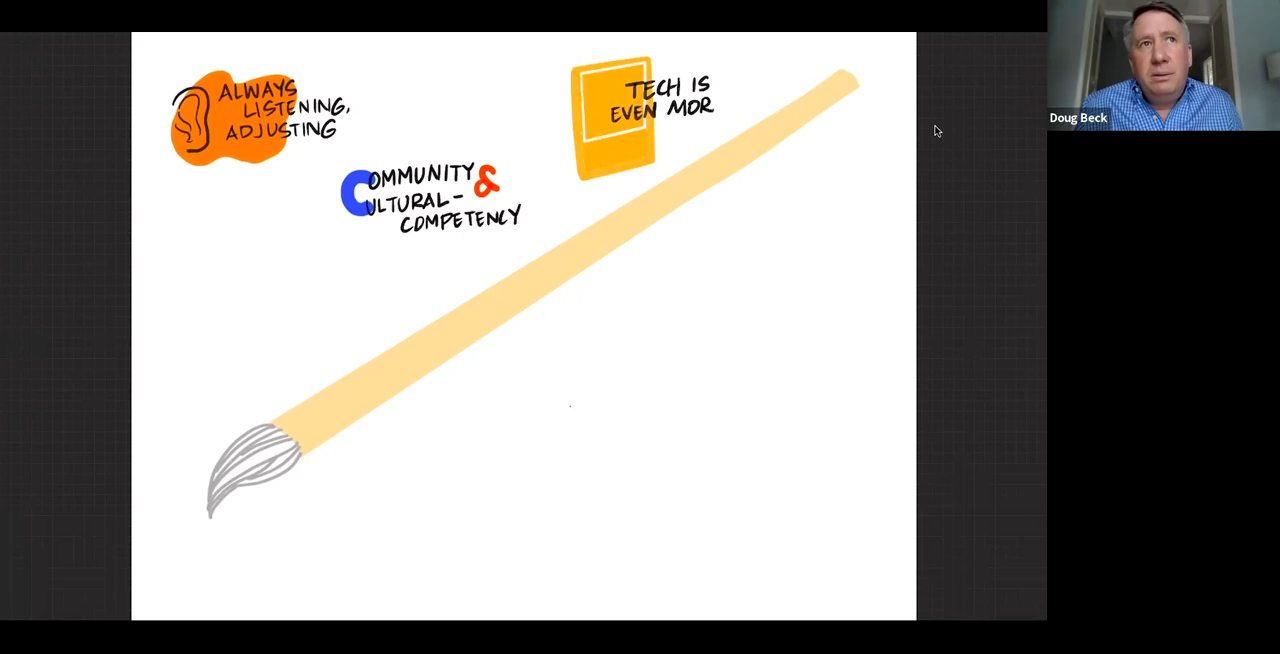 ALWAYS
LISTENING,
ADJUSTING
COMMUNITY &
CULTURAL-
COMPETENCY
TECH IS
EVEN MOR
Doug Beck